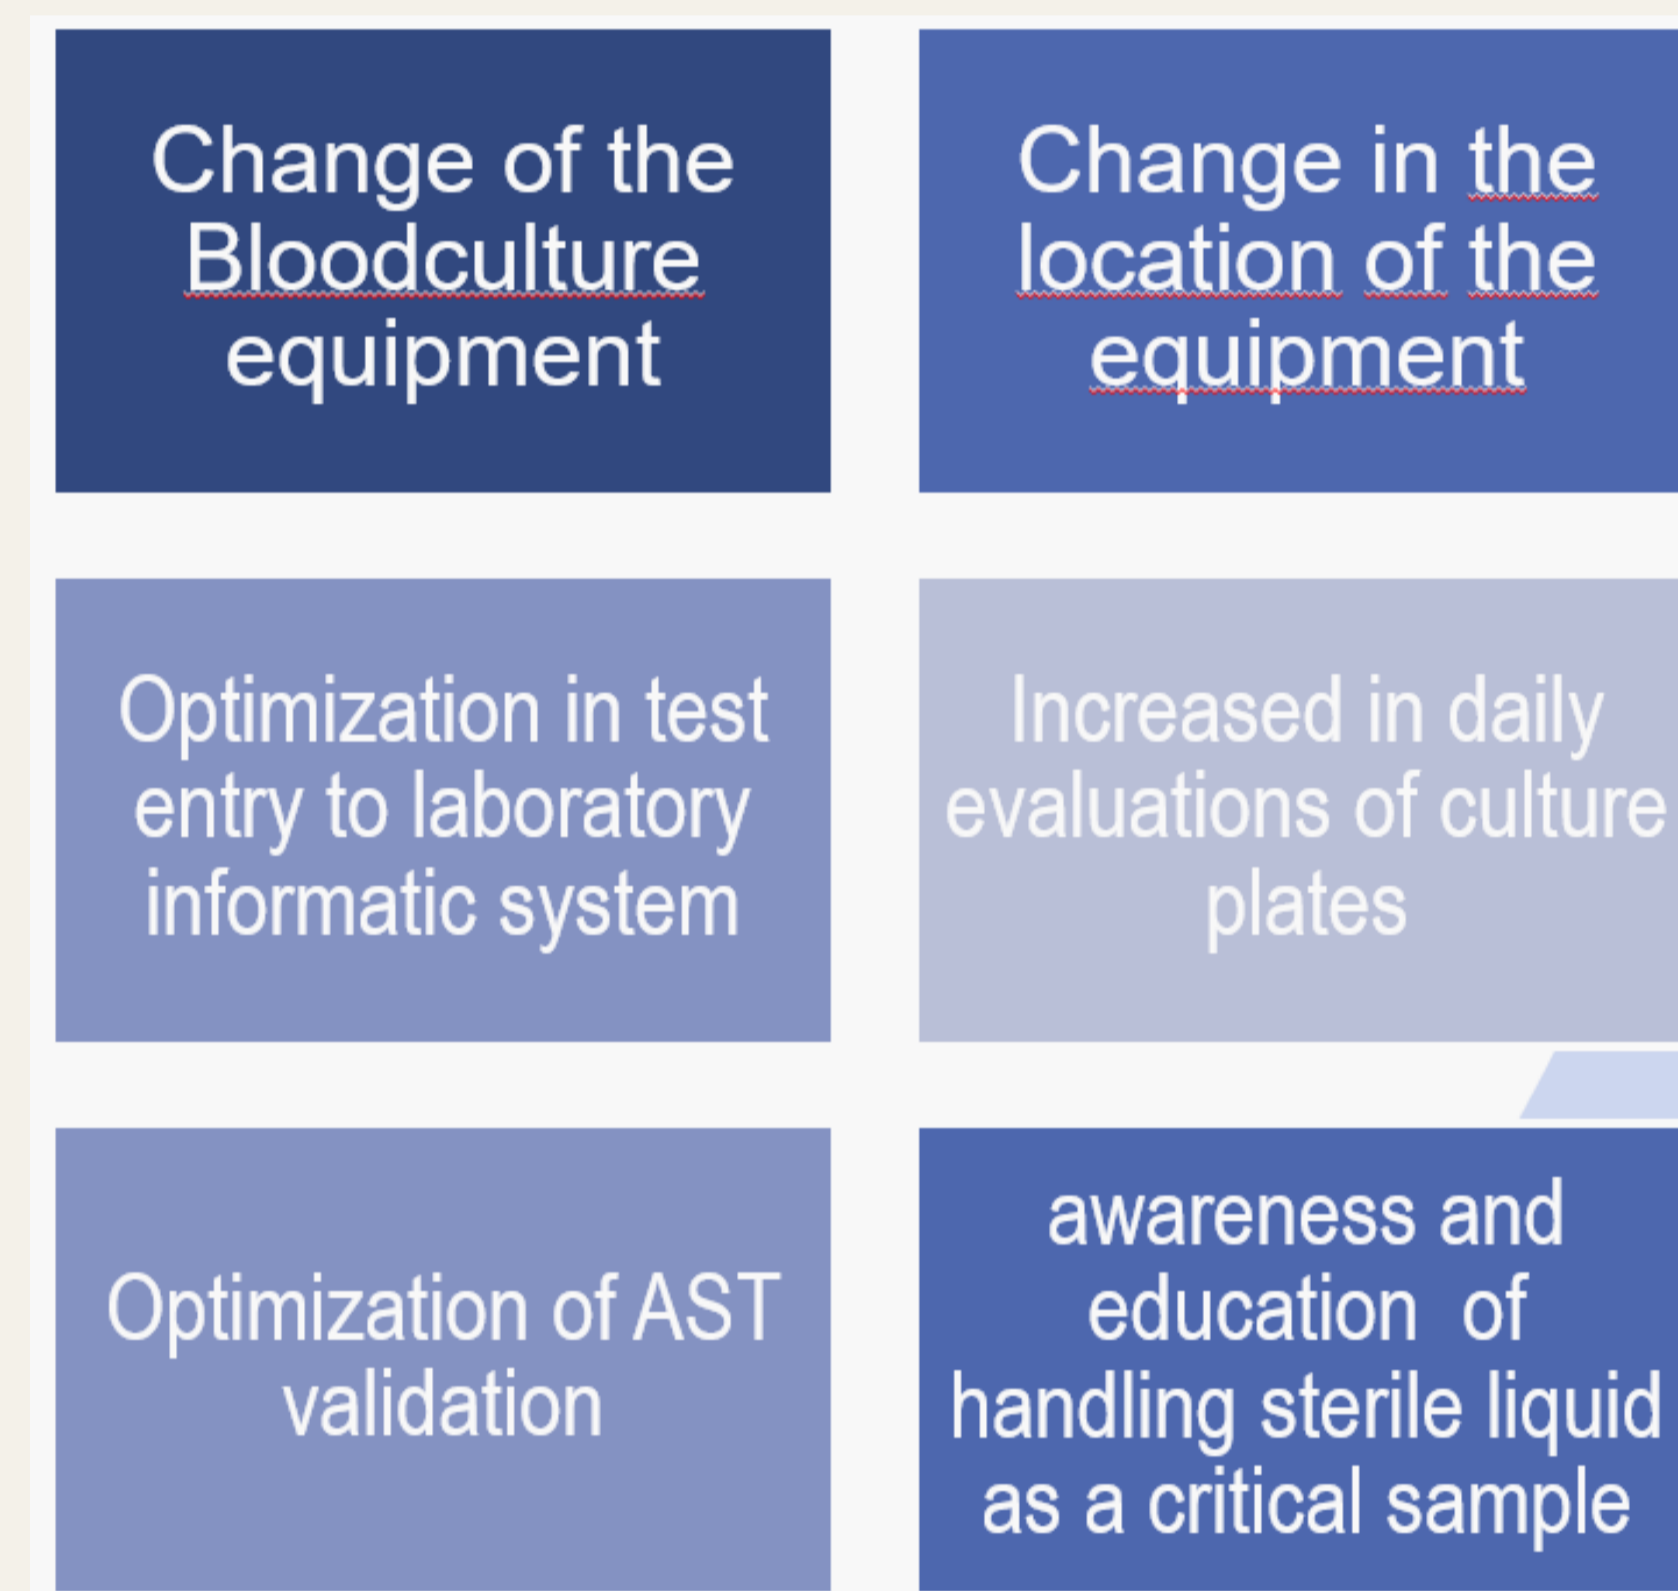 Change of the
Bloodculture
equipment
Change in the
location of the
equipment
Optimization in test
entry to laboratory
informatic system
Increased in daily
evaluations of culture
plates
Optimization of AST
validation
awareness and
education  of
handling sterile liquid
as a critical sample